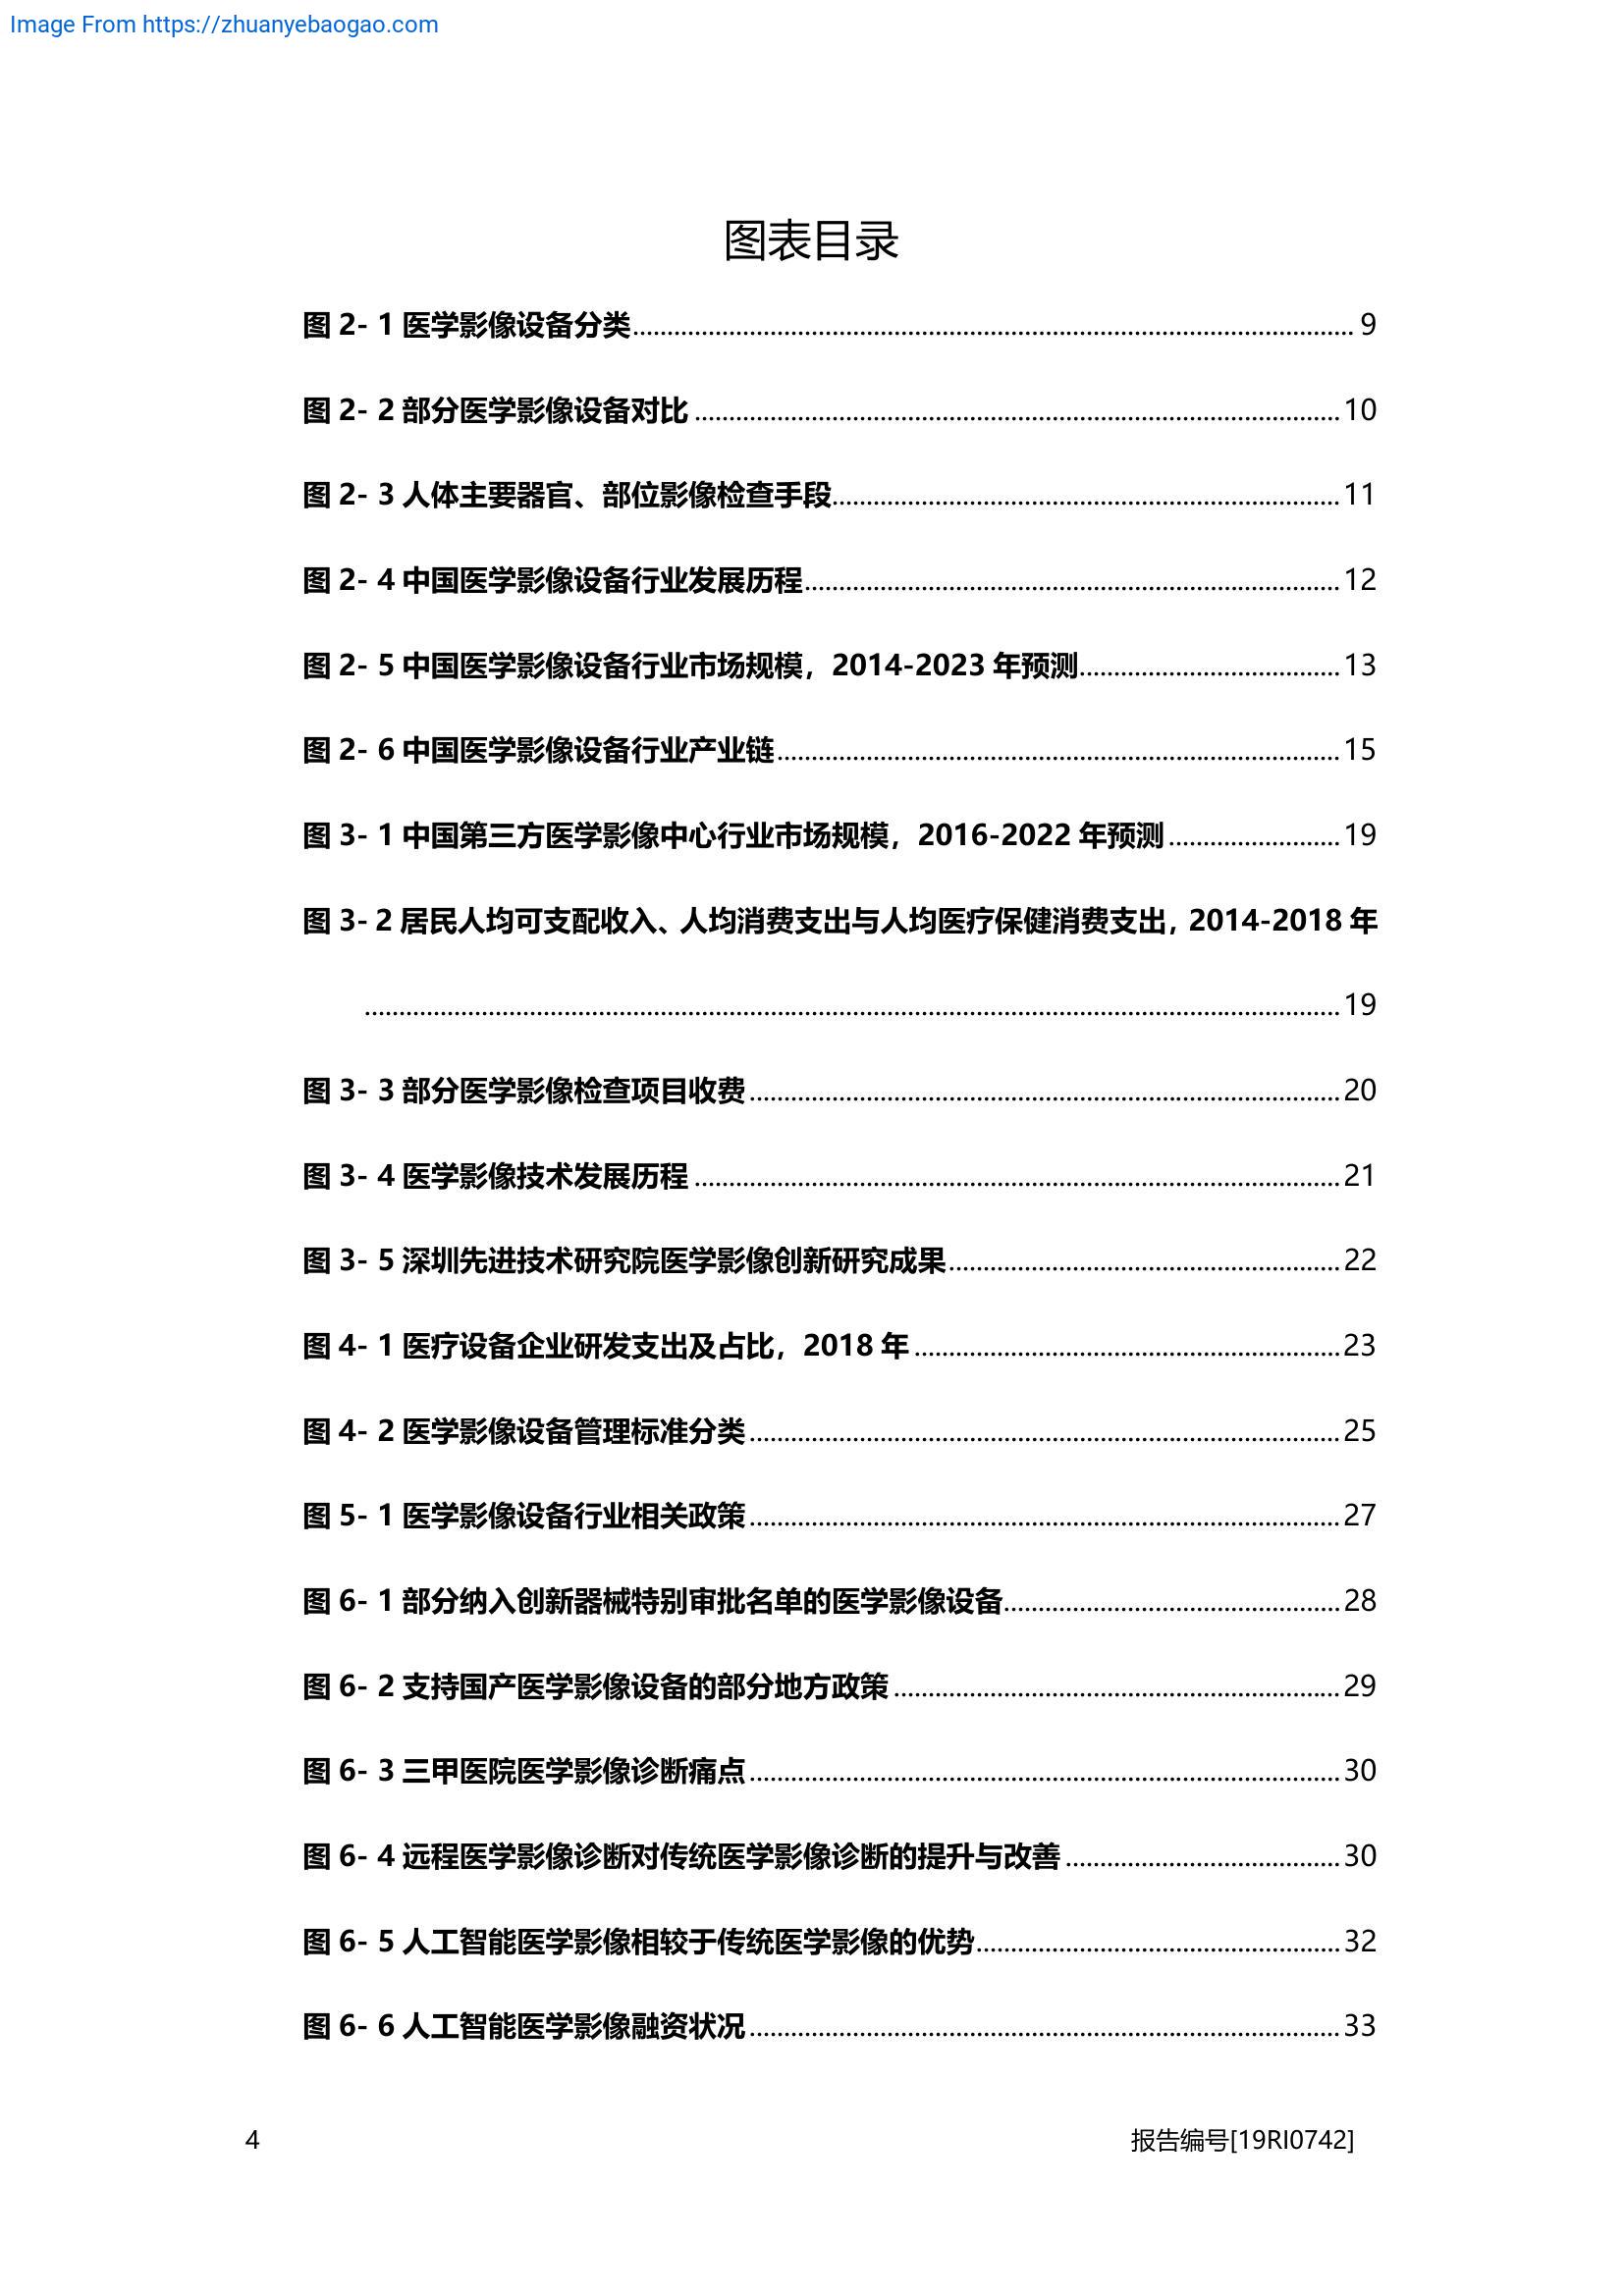 Image From https://zhuanyebaogao.com
图表目录
图 2- 1 医学影像设备分类 9
图 2- 2 部分医学影像设备对比 10
图 2- 3 人体主要器官、部位影像检查手段 11
图 2- 4 中国医学影像设备行业发展历程 12
图 2- 5 中国医学影像设备行业市场规模，2014-2023 年预测 13
图 2- 6 中国医学影像设备行业产业链 15
图 3- 1 中国第三方医学影像中心行业市场规模，2016-2022 年预测 19
图 3- 2 居民人均可支配收入、人均消费支出与人均医疗保健消费支出，2014-2018 年
19
图 3- 3 部分医学影像检查项目收费 20
图 3- 4 医学影像技术发展历程 21
图 3- 5 深圳先进技术研究院医学影像创新研究成果 22
图 4- 1 医疗设备企业研发支出及占比，2018 年 23
图 4- 2 医学影像设备管理标准分类 25
图 5- 1 医学影像设备行业相关政策 27
图 6- 1 部分纳入创新器械特别审批名单的医学影像设备 28
图 6- 2 支持国产医学影像设备的部分地方政策 29
图 6- 3 三甲医院医学影像诊断痛点 30
图 6- 4 远程医学影像诊断对传统医学影像诊断的提升与改善 30
图 6- 5 人工智能医学影像相较于传统医学影像的优势 32
图 6- 6 人工智能医学影像融资状况 33
4 报告编号[19RI0742]